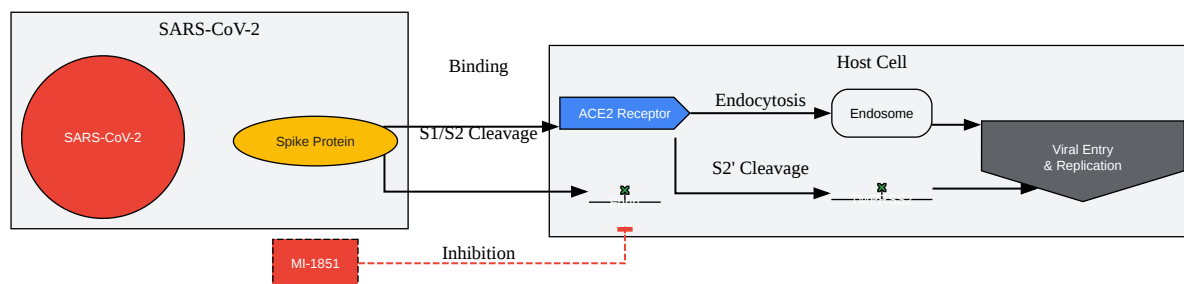 SARS-CoV-2
Host Cell
Binding
SARS-CoV-2
Spike Protein
S1/S2 Cleavage
ACE2 Receptor
Endocytosis
Endosome
Viral Entry
& Replication
S2' Cleavage
MI-1851
Inhibition